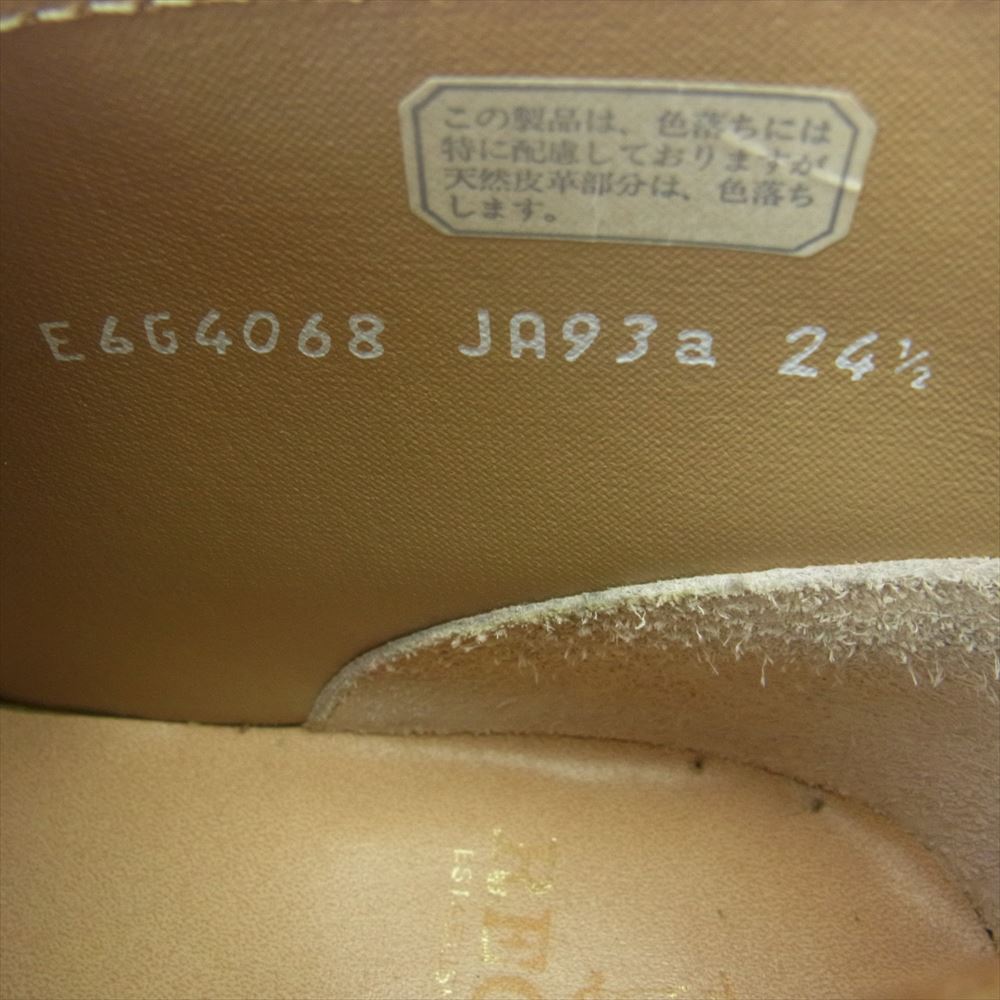 この製品は、色落ちには
特に配慮しておりますが
天然皮革部分は、色落ち
します。
E6G4068 JA93a 24½